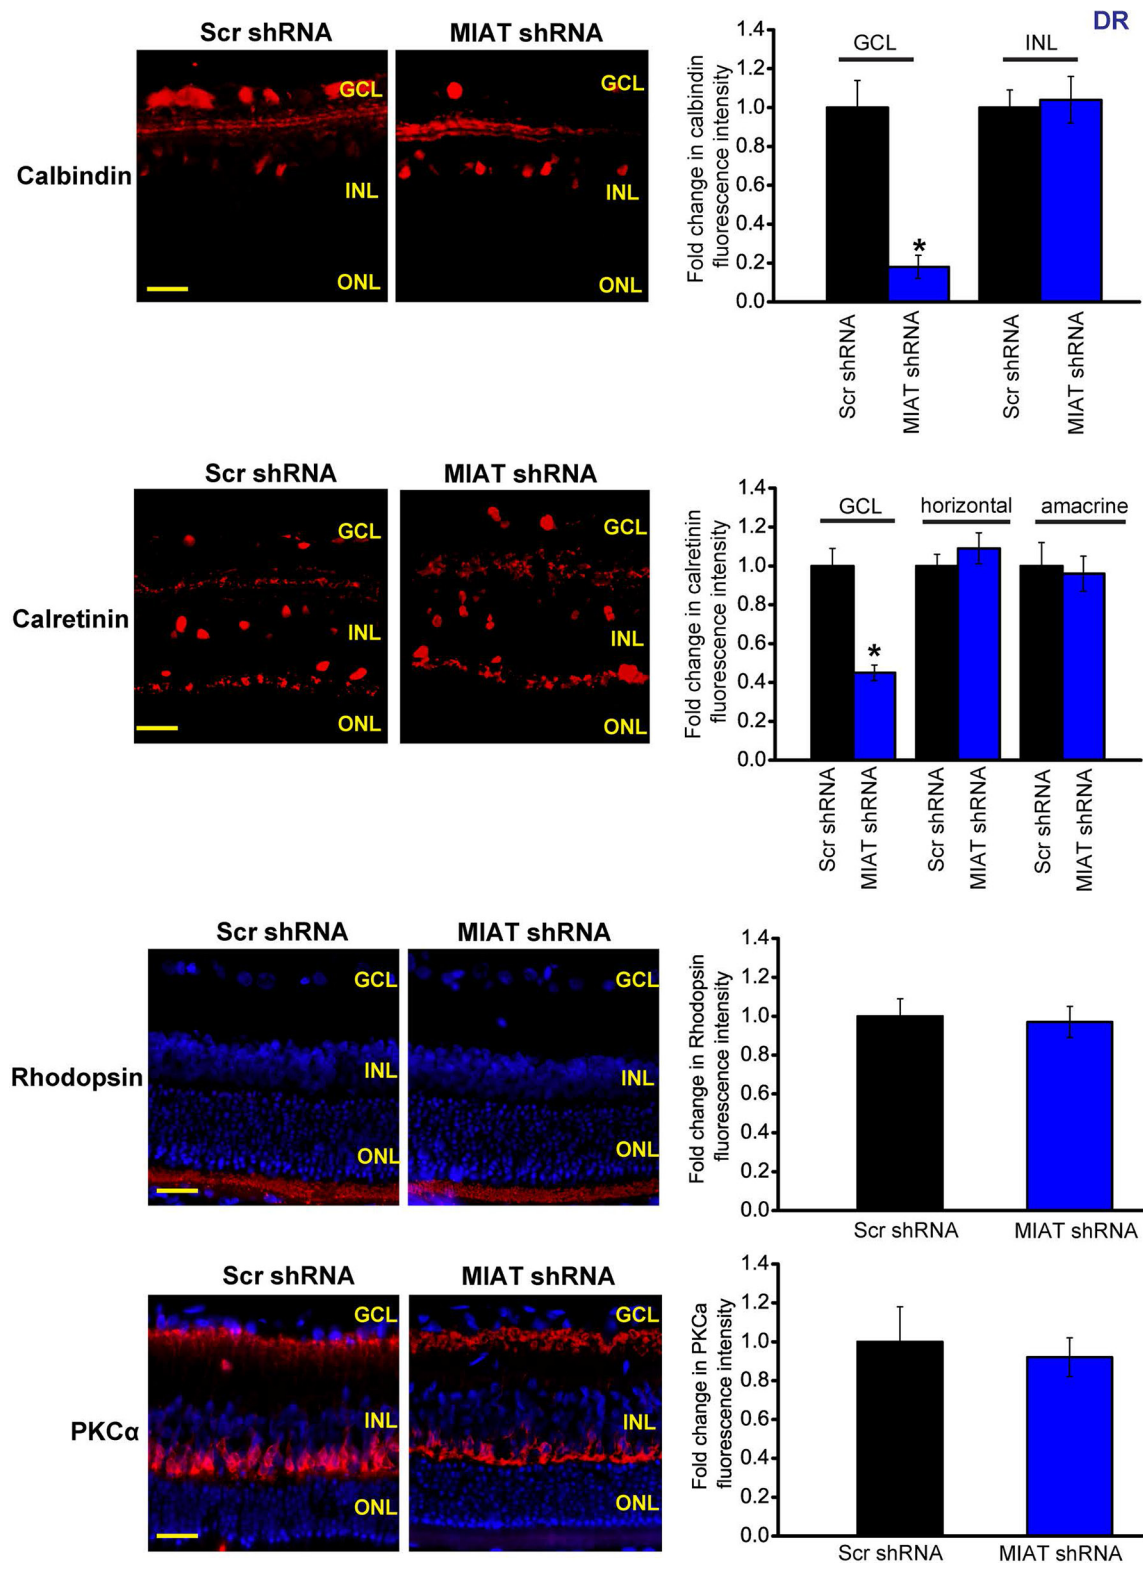 DR
Scr shRNA
MIAT shRNA
Calbindin
GCL
INL
ONL
GCL
INL
ONL
Fold change in calbindin
fluorescence intensity
1.4
1.2
1.0
0.8
0.6
0.4
0.2
0.0
GCL
INL
*
Scr shRNA
MIAT shRNA
Scr shRNA
MIAT shRNA
Scr shRNA
MIAT shRNA
Calretinin
GCL
INL
ONL
GCL
INL
ONL
Fold change in calretinin
fluorescence intensity
1.4
1.2
1.0
0.8
0.6
0.4
0.2
0.0
GCL
horizontal
amacrine
*
Scr shRNA
MIAT shRNA
Scr shRNA
MIAT shRNA
Scr shRNA
MIAT shRNA
Scr shRNA
MIAT shRNA
Rhodopsin
GCL
INL
ONL
GCL
INL
ONL
Fold change in Rhodopsin
fluorescence intensity
1.4
1.2
1.0
0.8
0.6
0.4
0.2
0.0
Scr shRNA
MIAT shRNA
Scr shRNA
MIAT shRNA
PKCα
GCL
INL
ONL
GCL
INL
ONL
Fold change in PKCa
fluorescence intensity
1.4
1.2
1.0
0.8
0.6
0.4
0.2
0.0
Scr shRNA
MIAT shRNA